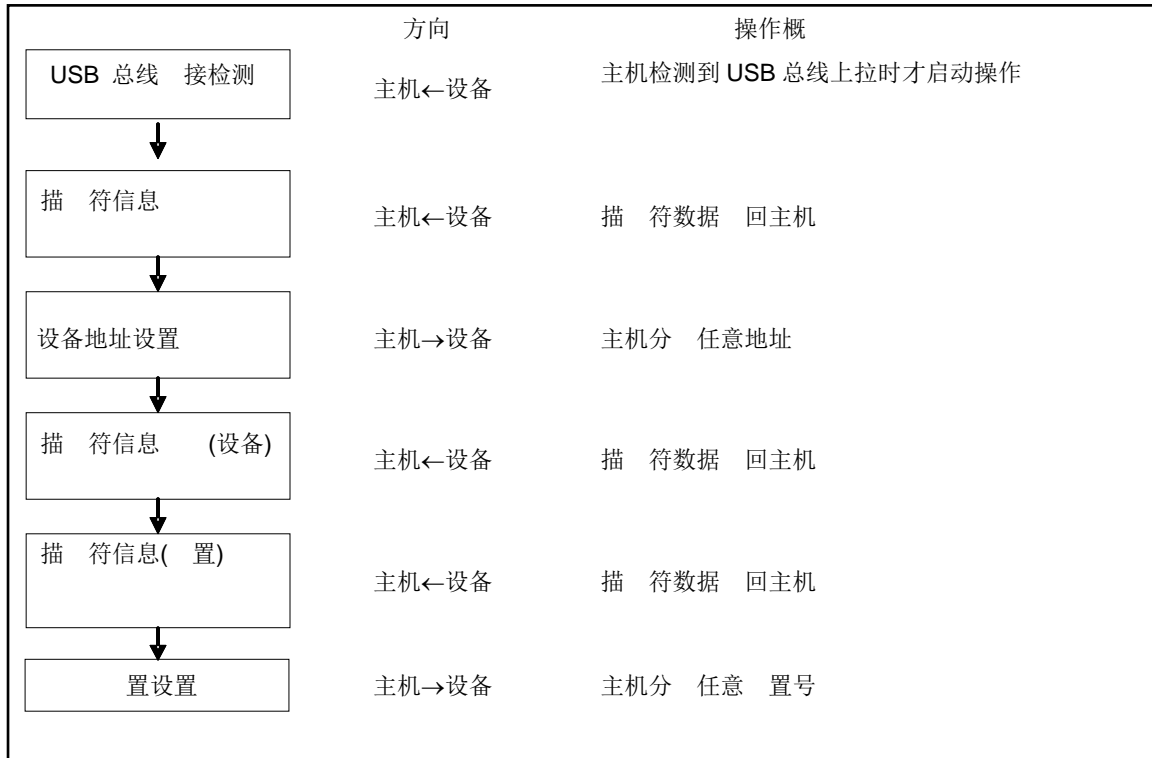 方向 操作概
USB 总线 接检测 主机←设备 主机检测到 USB 总线上拉时才启动操作
描 符信息 主机←设备 描 符数据 回主机
设备地址设置 主机→设备 主机分 任意地址
描 符信息 (设备) 主机←设备 描 符数据 回主机
描 符信息( 置) 主机←设备 描 符数据 回主机
置设置 主机→设备 主机分 任意 置号